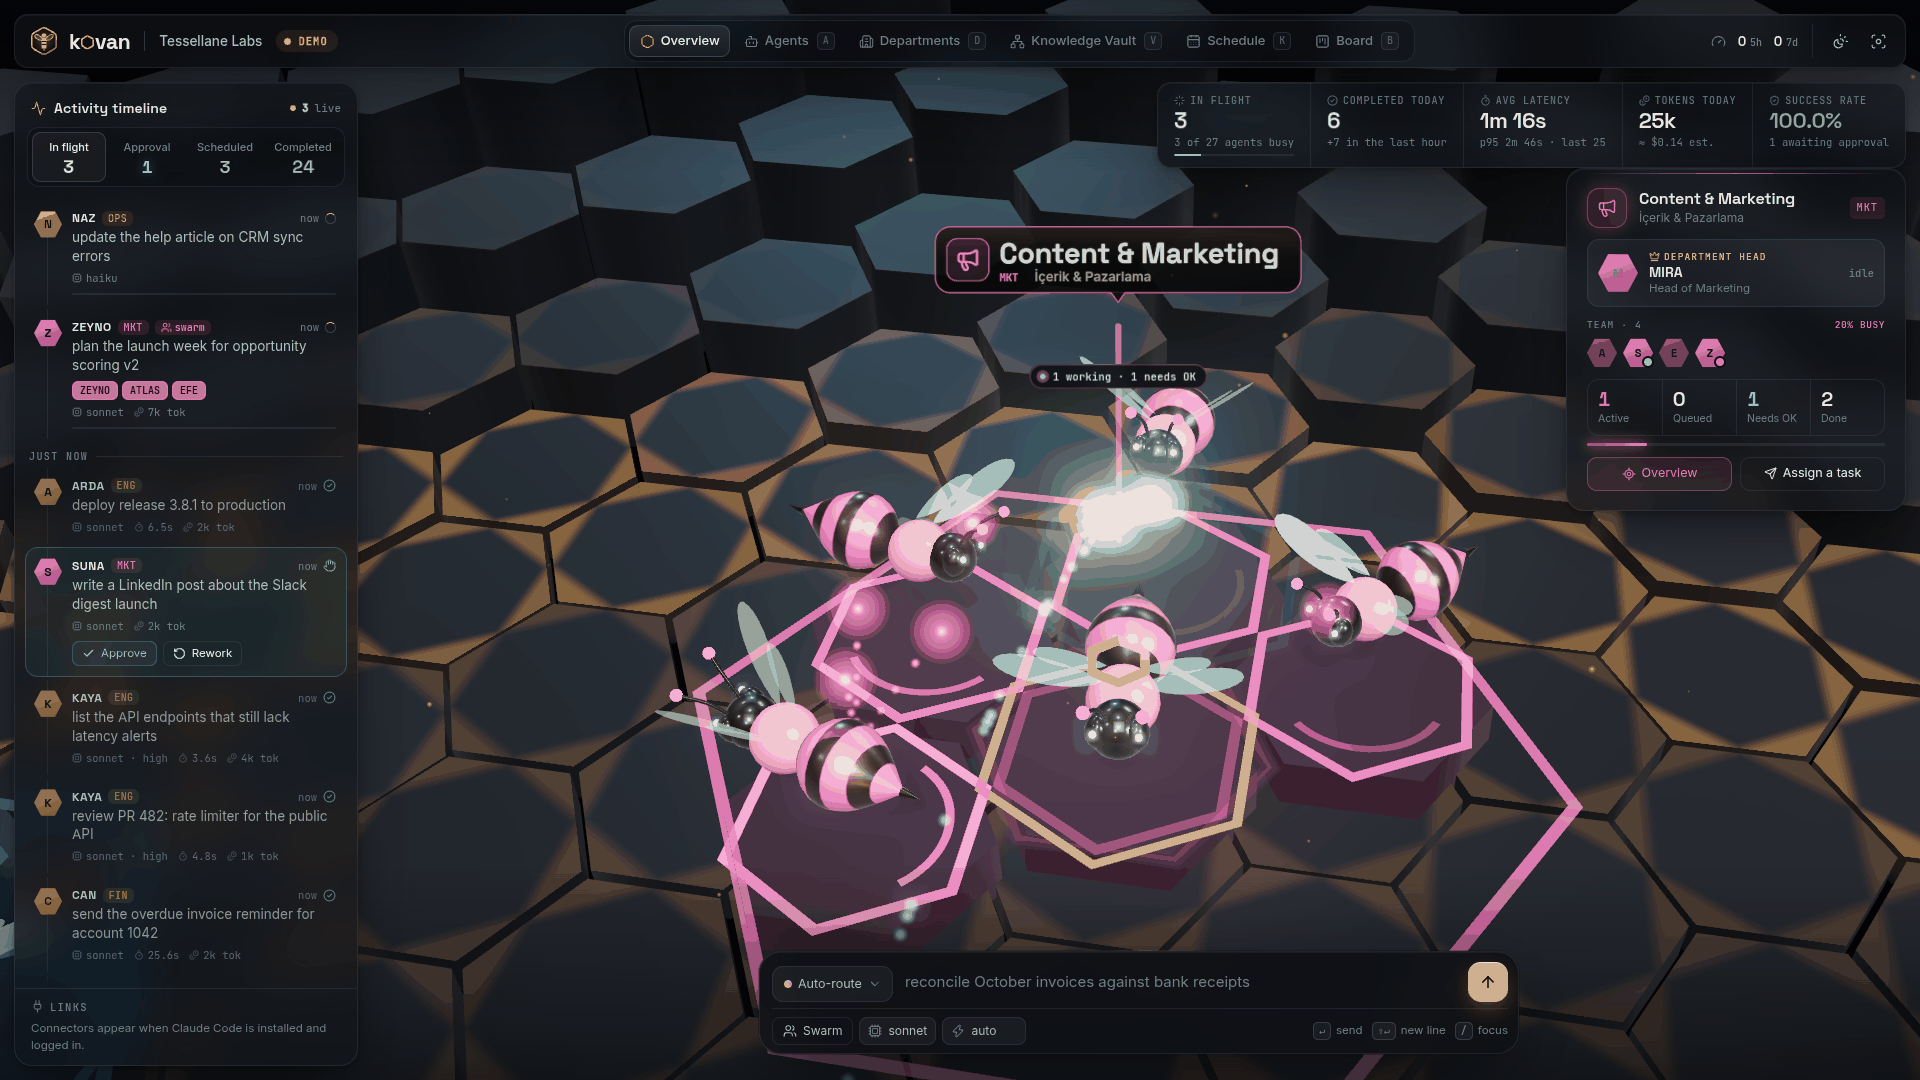 kovan
Tessellane Labs
DEMO
Overview
Agents A
Departments D
Knowledge Vault V
Schedule K
Board B
0 5h 0 7d
Activity timeline
3 live
In flight
3
Approval
1
Scheduled
3
Completed
24
N
NAZ OPS
now
update the help article on CRM sync
errors
haiku
Z
ZEYNO MKT swarm
now
plan the launch week for opportunity
scoring v2
ZEYNO ATLAS EFE
sonnet 7k tok
JUST NOW
A
ARDA ENG
now
deploy release 3.8.1 to production
sonnet 6.5s 2k tok
S
SUNA MKT
now
write a LinkedIn post about the Slack
digest launch
sonnet 2k tok
Approve
Rework
K
KAYA ENG
now
list the API endpoints that still lack
latency alerts
sonnet · high 3.6s 4k tok
K
KAYA ENG
now
review PR 482: rate limiter for the public
API
sonnet · high 4.8s 1k tok
C
CAN FIN
now
send the overdue invoice reminder for
account 1042
sonnet 25.6s 2k tok
LINKS
Connectors appear when Claude Code is installed and
logged in.
IN FLIGHT
3
3 of 27 agents busy
COMPLETED TODAY
6
+7 in the last hour
AVG LATENCY
1m 16s
p95 2m 46s · last 25
TOKENS TODAY
25k
≈ $0.14 est.
SUCCESS RATE
100.0%
1 awaiting approval
Content & Marketing
MKT İçerik & Pazarlama
1 working · 1 needs OK
Content & Marketing
İçerik & Pazarlama
MKT
DEPARTMENT HEAD
MIRA
Head of Marketing
idle
TEAM · 4
20% BUSY
A S E Z
1
Active
0
Queued
1
Needs OK
2
Done
Overview
Assign a task
Auto-route
reconcile October invoices against bank receipts
Swarm
sonnet
auto
send
new line
/ focus